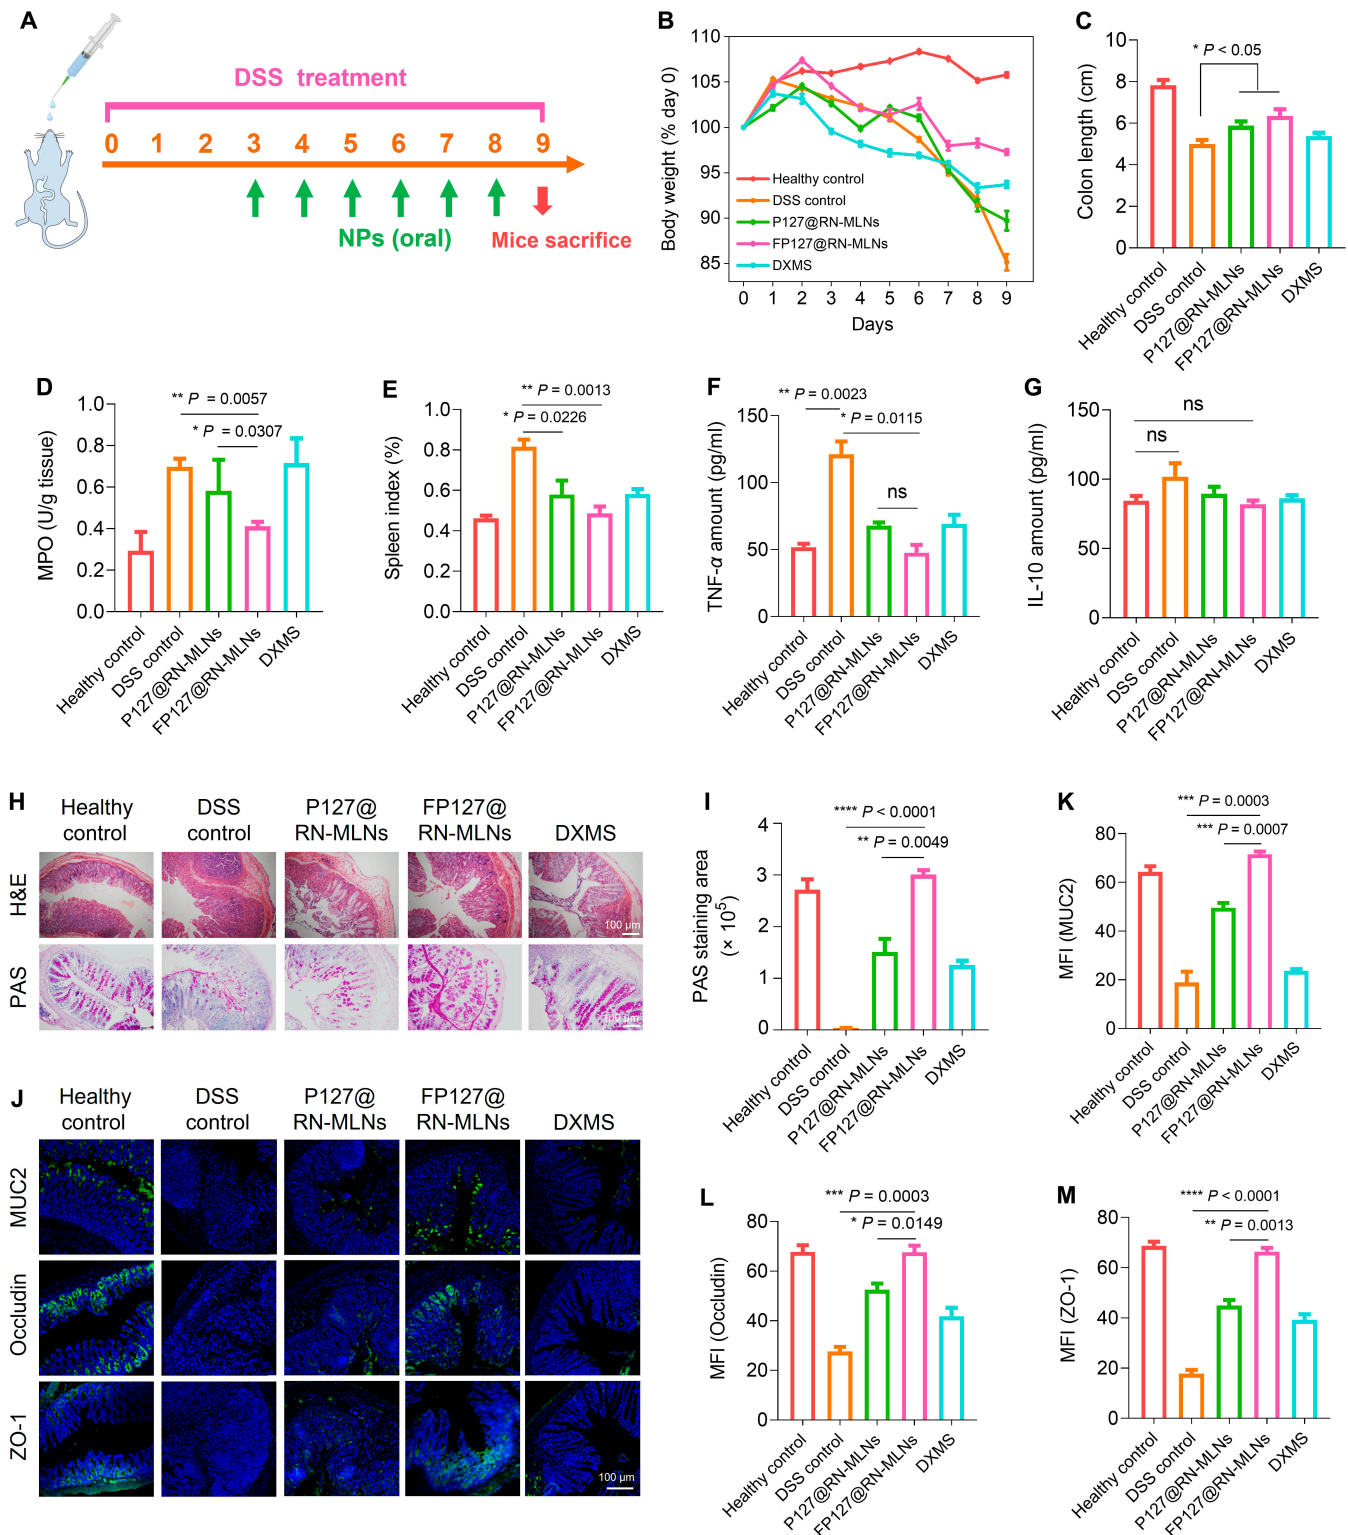 A
DSS treatment
0 1 2 3 4 5 6 7 8 9
NPs (oral)
Mice sacrifice
B
Body weight (% day 0)
110
105
100
95
90
85
Healthy control
DSS control
P127@RN-MLNs
FP127@RN-MLNs
DXMS
0 1 2 3 4 5 6 7 8 9
Days
C
* P < 0.05
Colon length (cm)
10
8
6
4
2
0
Healthy control
DSS control
P127@RN-MLNs
FP127@RN-MLNs
DXMS
D
** P = 0.0057
* P = 0.0307
MPO (U/g tissue)
1.0
0.8
0.6
0.4
0.2
0.0
Healthy control
DSS control
P127@RN-MLNs
FP127@RN-MLNs
DXMS
E
** P = 0.0013
* P = 0.0226
Spleen index (%)
1.0
0.8
0.6
0.4
0.2
0.0
Healthy control
DSS control
P127@RN-MLNs
FP127@RN-MLNs
DXMS
F
** P = 0.0023
* P = 0.0115
ns
TNF-α amount (pg/ml)
150
100
50
0
Healthy control
DSS control
P127@RN-MLNs
FP127@RN-MLNs
DXMS
G
ns
ns
IL-10 amount (pg/ml)
150
100
50
0
Healthy control
DSS control
P127@RN-MLNs
FP127@RN-MLNs
DXMS
H
Healthy
control
DSS
control
P127@
RN-MLNs
FP127@
RN-MLNs
DXMS
H&E
100 μm
PAS
100 μm
I
**** P < 0.0001
** P = 0.0049
PAS staining area
(× 10⁵)
4
3
2
1
0
Healthy control
DSS control
P127@RN-MLNs
FP127@RN-MLNs
DXMS
K
*** P = 0.0003
*** P = 0.0007
MFI (MUC2)
80
60
40
20
0
Healthy control
DSS control
P127@RN-MLNs
FP127@RN-MLNs
DXMS
J
Healthy
control
DSS
control
P127@
RN-MLNs
FP127@
RN-MLNs
DXMS
MUC2
Occludin
ZO-1
100 μm
L
*** P = 0.0003
* P = 0.0149
MFI (Occludin)
80
60
40
20
0
Healthy control
DSS control
P127@RN-MLNs
FP127@RN-MLNs
DXMS
M
**** P < 0.0001
** P = 0.0013
MFI (ZO-1)
80
60
40
20
0
Healthy control
DSS control
P127@RN-MLNs
FP127@RN-MLNs
DXMS